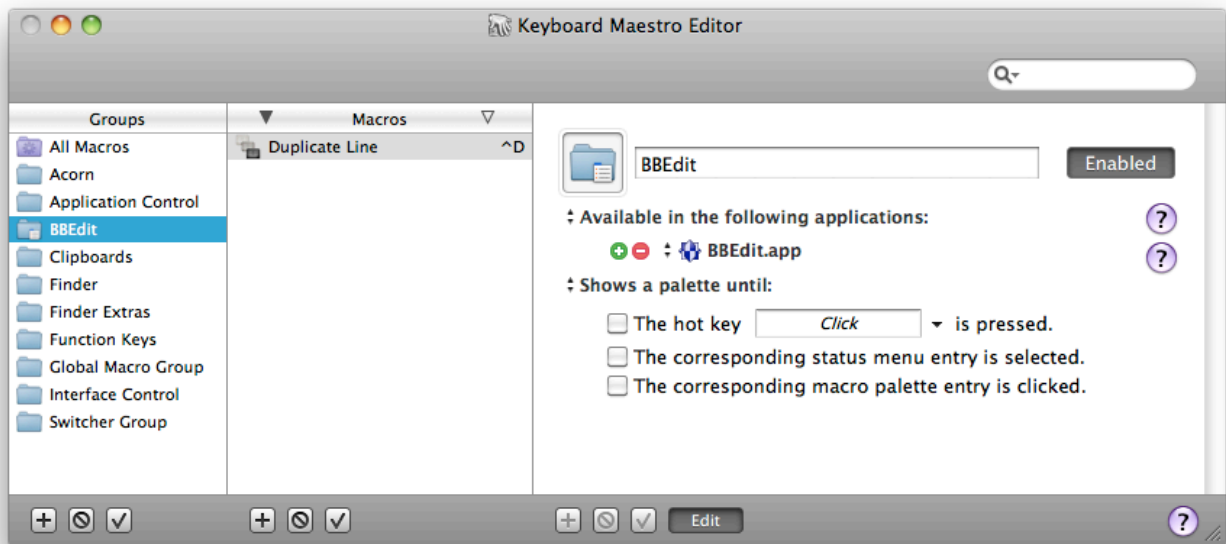 Keyboard Maestro Editor
Groups
All Macros
Acorn
Application Control
BBEdit
Clipboards
Finder
Finder Extras
Function Keys
Global Macro Group
Interface Control
Switcher Group
Macros
Duplicate Line ^D
BBEdit
Enabled
Available in the following applications:
?
BBEdit.app
?
Shows a palette until:
The hot key Click is pressed.
The corresponding status menu entry is selected.
The corresponding macro palette entry is clicked.
Edit
?